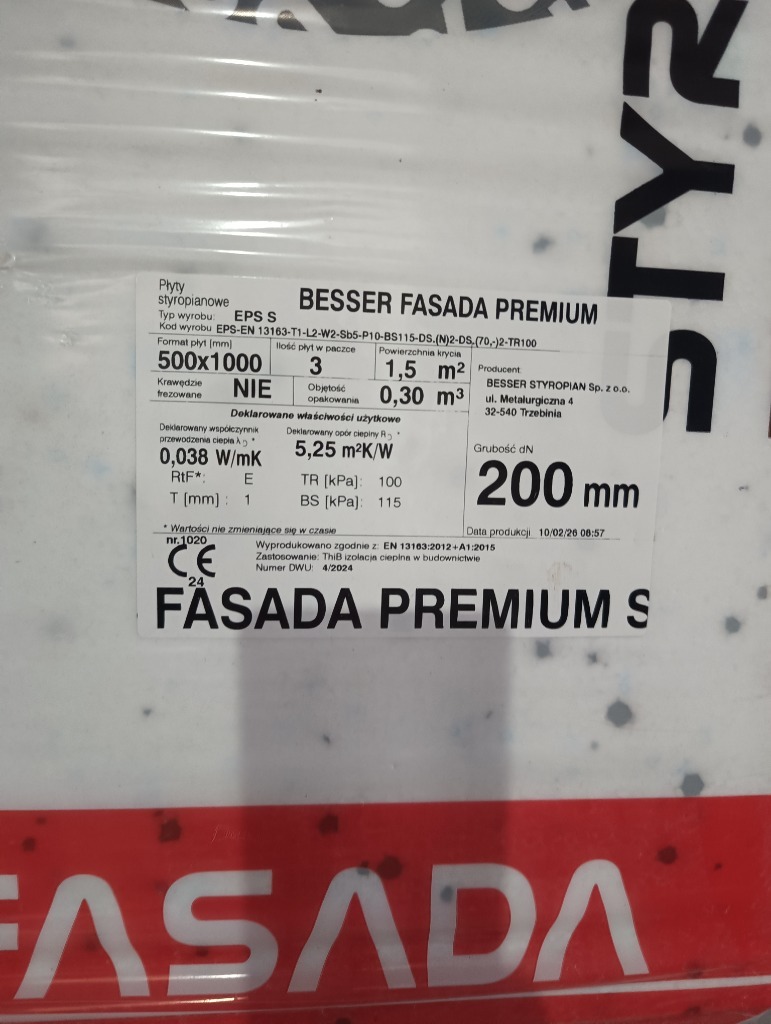 STYR
Płyty
styropianowe
BESSER FASADA PREMIUM
Typ wyrobu: EPS S
Kod wyrobu EPS-EN 13163-T1-L2-W2-Sb5-P10-BS115-DS,(N)2-DS,(70,-)2-TR100
Format płyt [mm]
500x1000
Ilość płyt w paczce
3
Powierzchnia krycia
1,5 m²
Krawędzie
frezowane NIE
Objętość
opakowania 0,30 m³
Producent
BESSER STYROPIAN Sp. z o.o.
ul. Metalurgiczna 4
32-540 Trzebinia
Deklarowane właściwości użytkowe
Deklarowany współczynnik
przewodzenia ciepła λD *
0,038 W/mK
Deklarowany opór cieplny RD *
5,25 m²K/W
RtF*: E
TR [kPa]: 100
T [mm] : 1
BS [kPa]: 115
Grubość dN
200 mm
* Wartości nie zmieniające się w czasie
Data produkcji 10/02/26 06:57
nr.1020
CE
24
Wyprodukowano zgodnie z: EN 13163:2012+A1:2015
Zastosowanie: ThiB izolacja cieplna w budownictwie
Numer DWU: 4/2024
FASADA PREMIUM S
FASADA